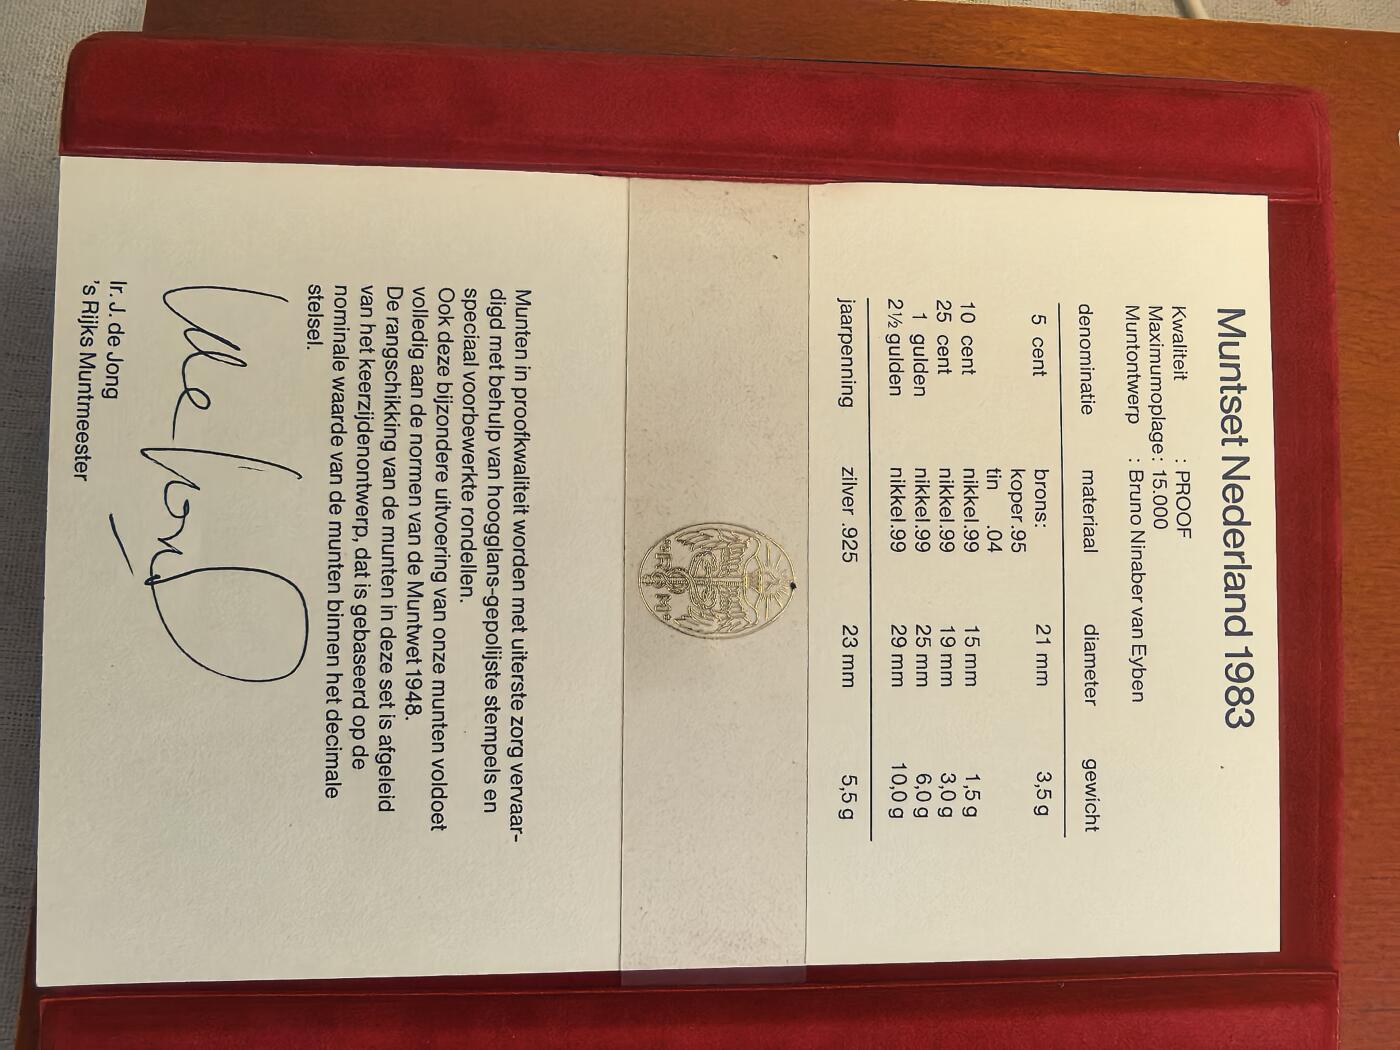 Muntset Nederland 1983
Kwaliteit : PROOF
Maximumoplage: 15.000
Muntontwerp : Bruno Ninaber van Eyben
denominatie materiaal diameter gewicht
5 cent brons: 21 mm 3,5 g
koper.95
tin .04
10 cent nikkel.99 15 mm 1,5 g
25 cent nikkel.99 19 mm 3,0 g
1 gulden nikkel.99 25 mm 6,0 g
2½ gulden nikkel.99 29 mm 10,0 g
jaarpenning zilver .925 23 mm 5,5 g
Munten in proofkwaliteit worden met uiterste zorg vervaar-
digd met behulp van hoogglans-gepolijste stempels en
speciaal voorbewerkte rondellen.
Ook deze bijzondere uitvoering van onze munten voldoet
volledig aan de normen van de Muntwet 1948.
De rangschikking van de munten in deze set is afgeleid
van het keerzijdenontwerp, dat is gebaseerd op de
nominale waarde van de munten binnen het decimale
stelsel.
Ir. J. de Jong
's Rijks Muntmeester